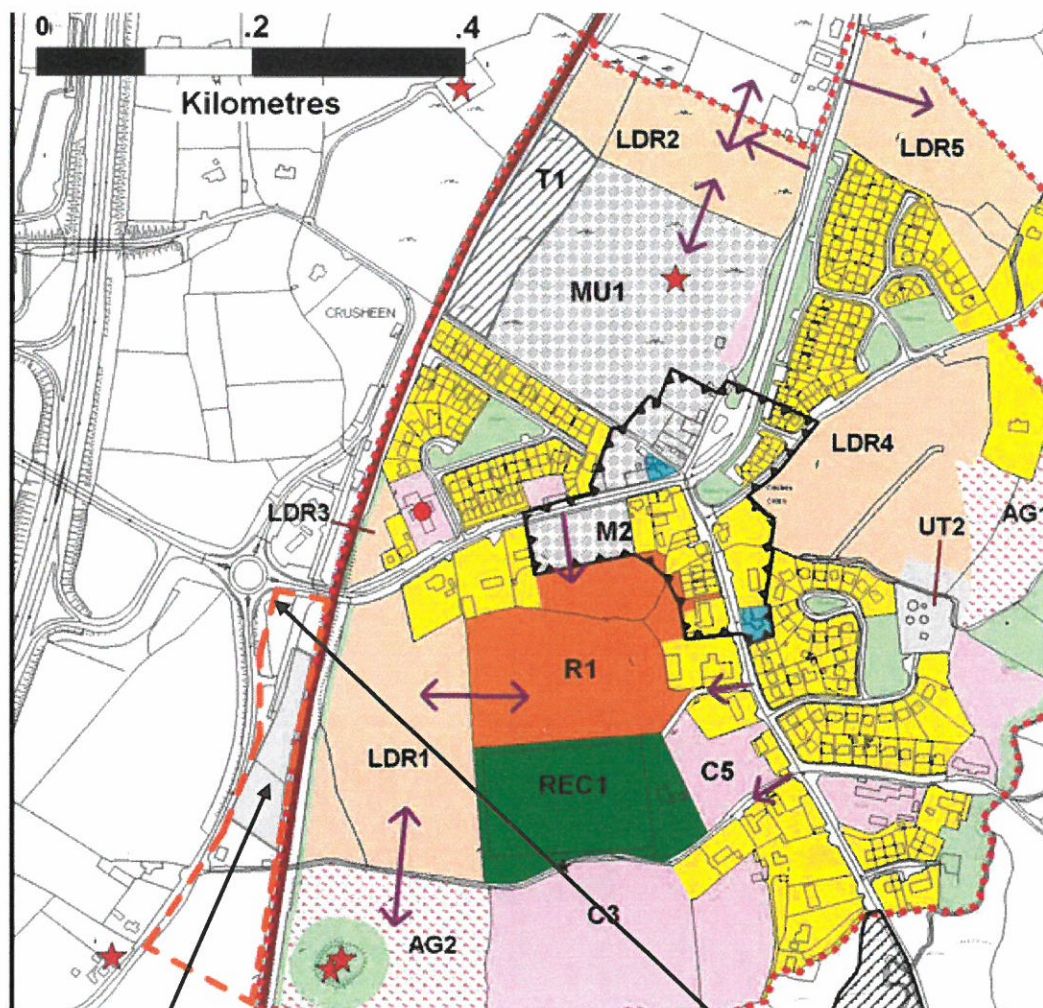 0 .2 .4
Kilometres
LDR2
LDR5
T1
MU1
CRUSHEEN
LDR4
LDR3
M2
AG1
UT2
R1
LDR1
C5
REC1
C3
AG2